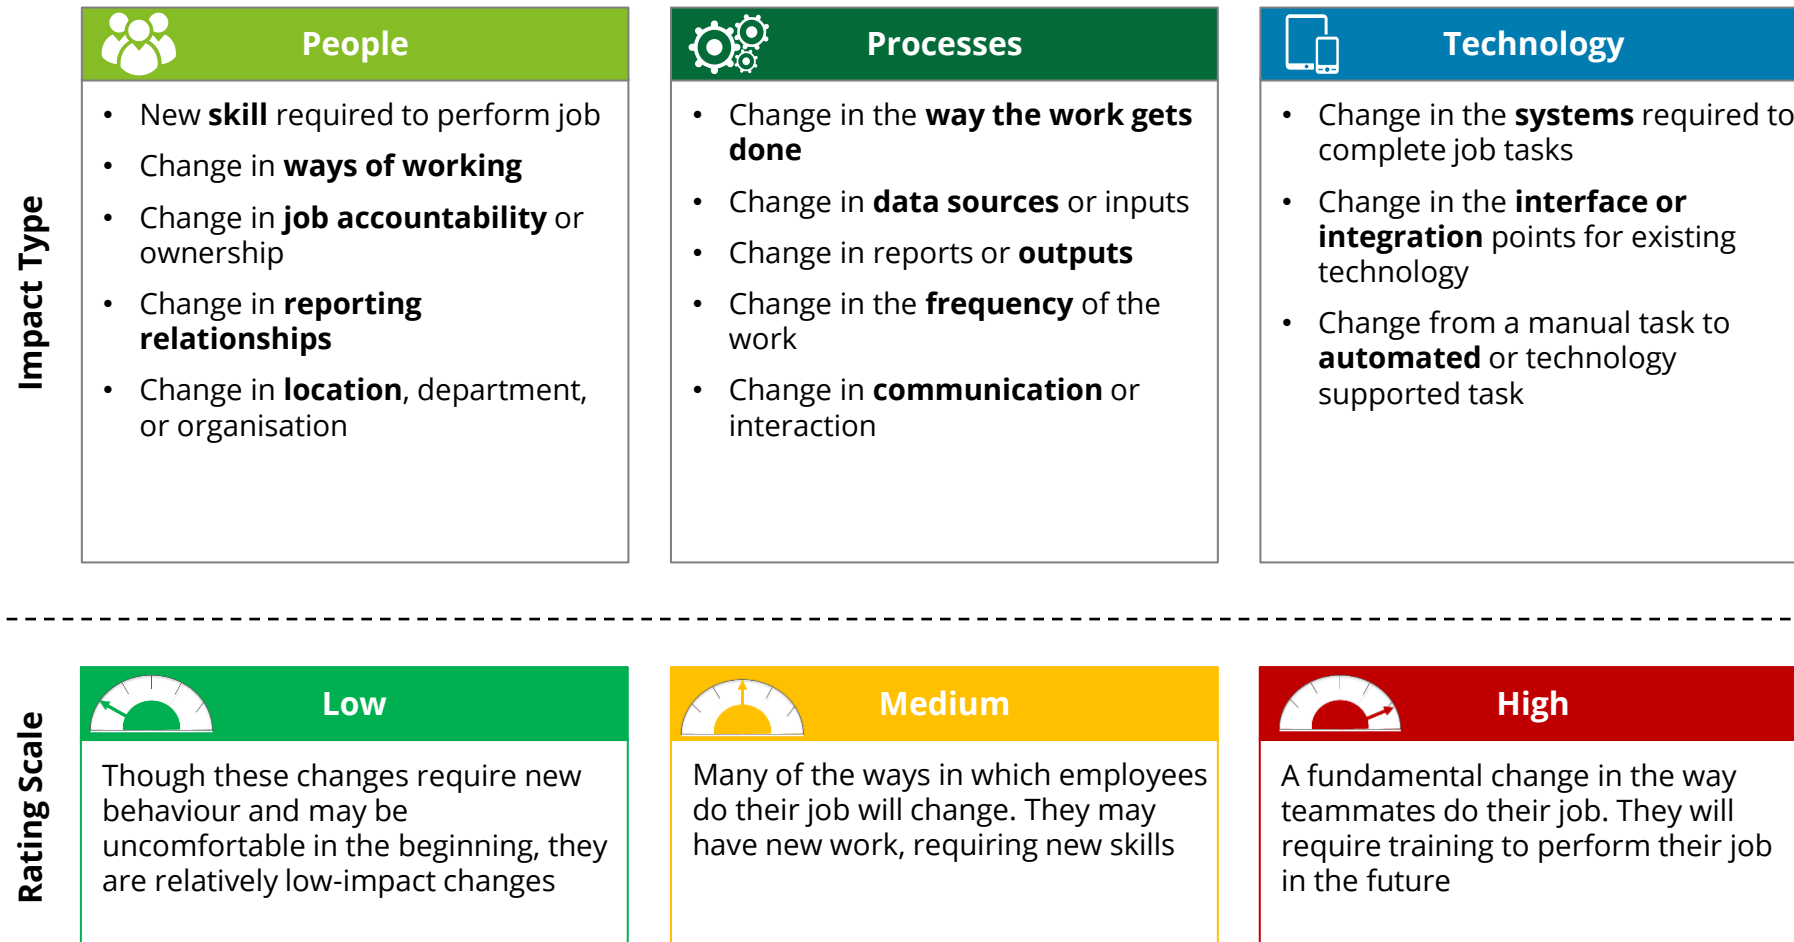 Impact Type
People
• New skill required to perform job
• Change in ways of working
• Change in job accountability or
ownership
• Change in reporting
relationships
• Change in location, department,
or organisation
Processes
• Change in the way the work gets
done
• Change in data sources or inputs
• Change in reports or outputs
• Change in the frequency of the
work
• Change in communication or
interaction
Technology
• Change in the systems required to
complete job tasks
• Change in the interface or
integration points for existing
technology
• Change from a manual task to
automated or technology
supported task
Rating Scale
Low
Though these changes require new
behaviour and may be
uncomfortable in the beginning, they
are relatively low-impact changes
Medium
Many of the ways in which employees
do their job will change. They may
have new work, requiring new skills
High
A fundamental change in the way
teammates do their job. They will
require training to perform their job
in the future